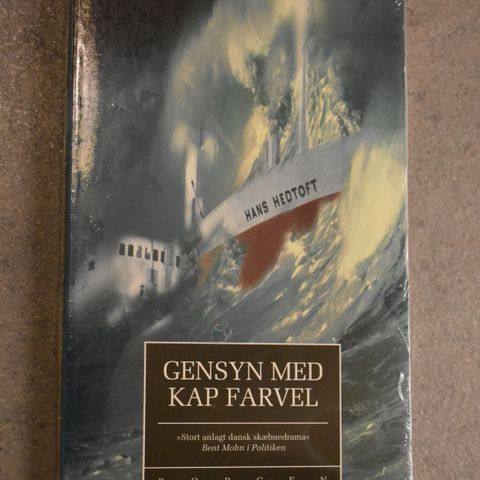 HANS HEDTOFT
GENSYN MED
KAP FARVEL
»Stort anlagt dansk skæbnedrama«
Bent Mohn i Politiken